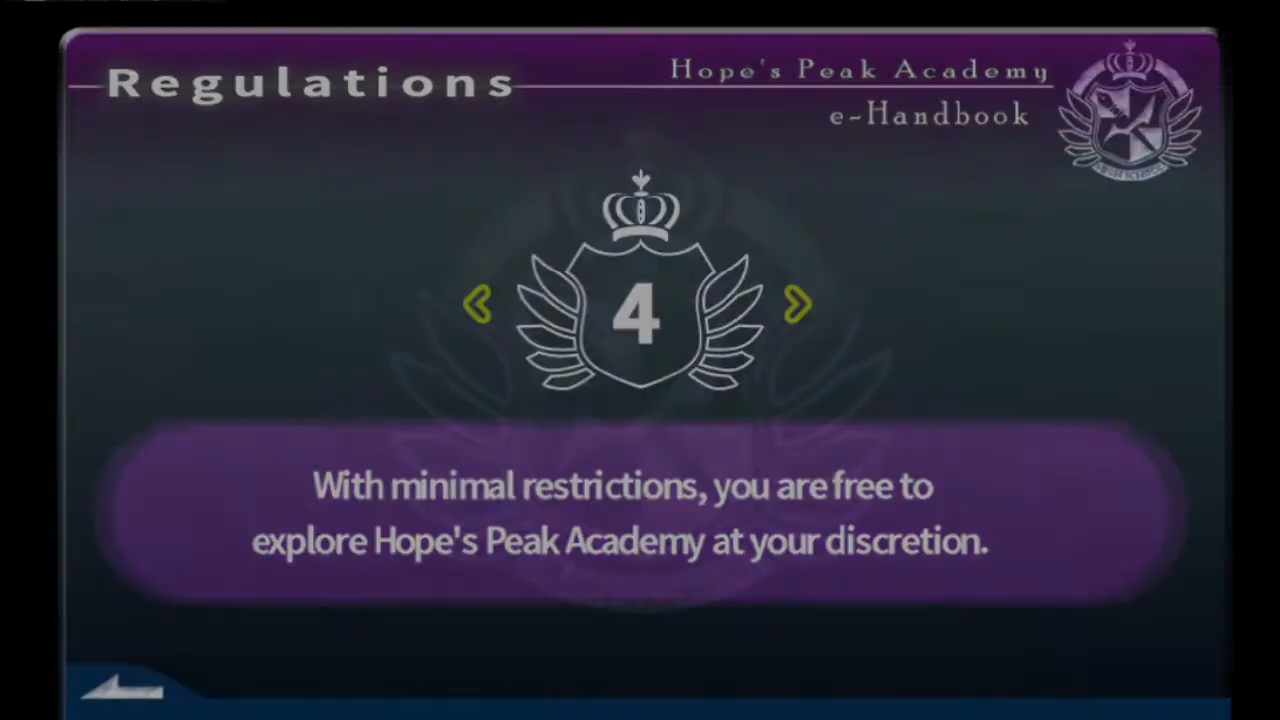 Regulations
Hope's Peak Academy
e-Handbook
4
With minimal restrictions, you are free to
explore Hope's Peak Academy at your discretion.